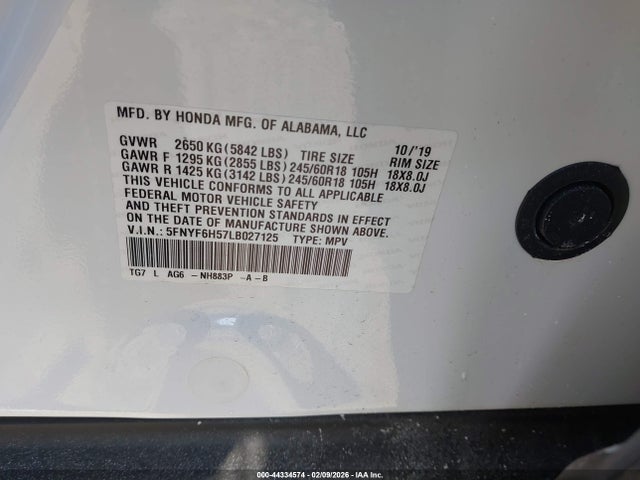 MFD. BY HONDA MFG. OF ALABAMA, LLC
GVWR 2650 KG (5842 LBS) TIRE SIZE 10/'19
GAWR F 1295 KG (2855 LBS) 245/60R18 105H RIM SIZE 18X8.0J
GAWR R 1425 KG (3142 LBS) 245/60R18 105H 18X8.0J
THIS VEHICLE CONFORMS TO ALL APPLICABLE
FEDERAL MOTOR VEHICLE SAFETY
AND THEFT PREVENTION STANDARDS IN EFFECT
ON THE DATE OF MANUFACTURE SHOWN ABOVE.
V.I.N.: 5FNYF6H57LB027125 TYPE: MPV
TG7 L AG6 - NH883P -A-B
000-44334574 | 02/09/2026 | IAA Inc.